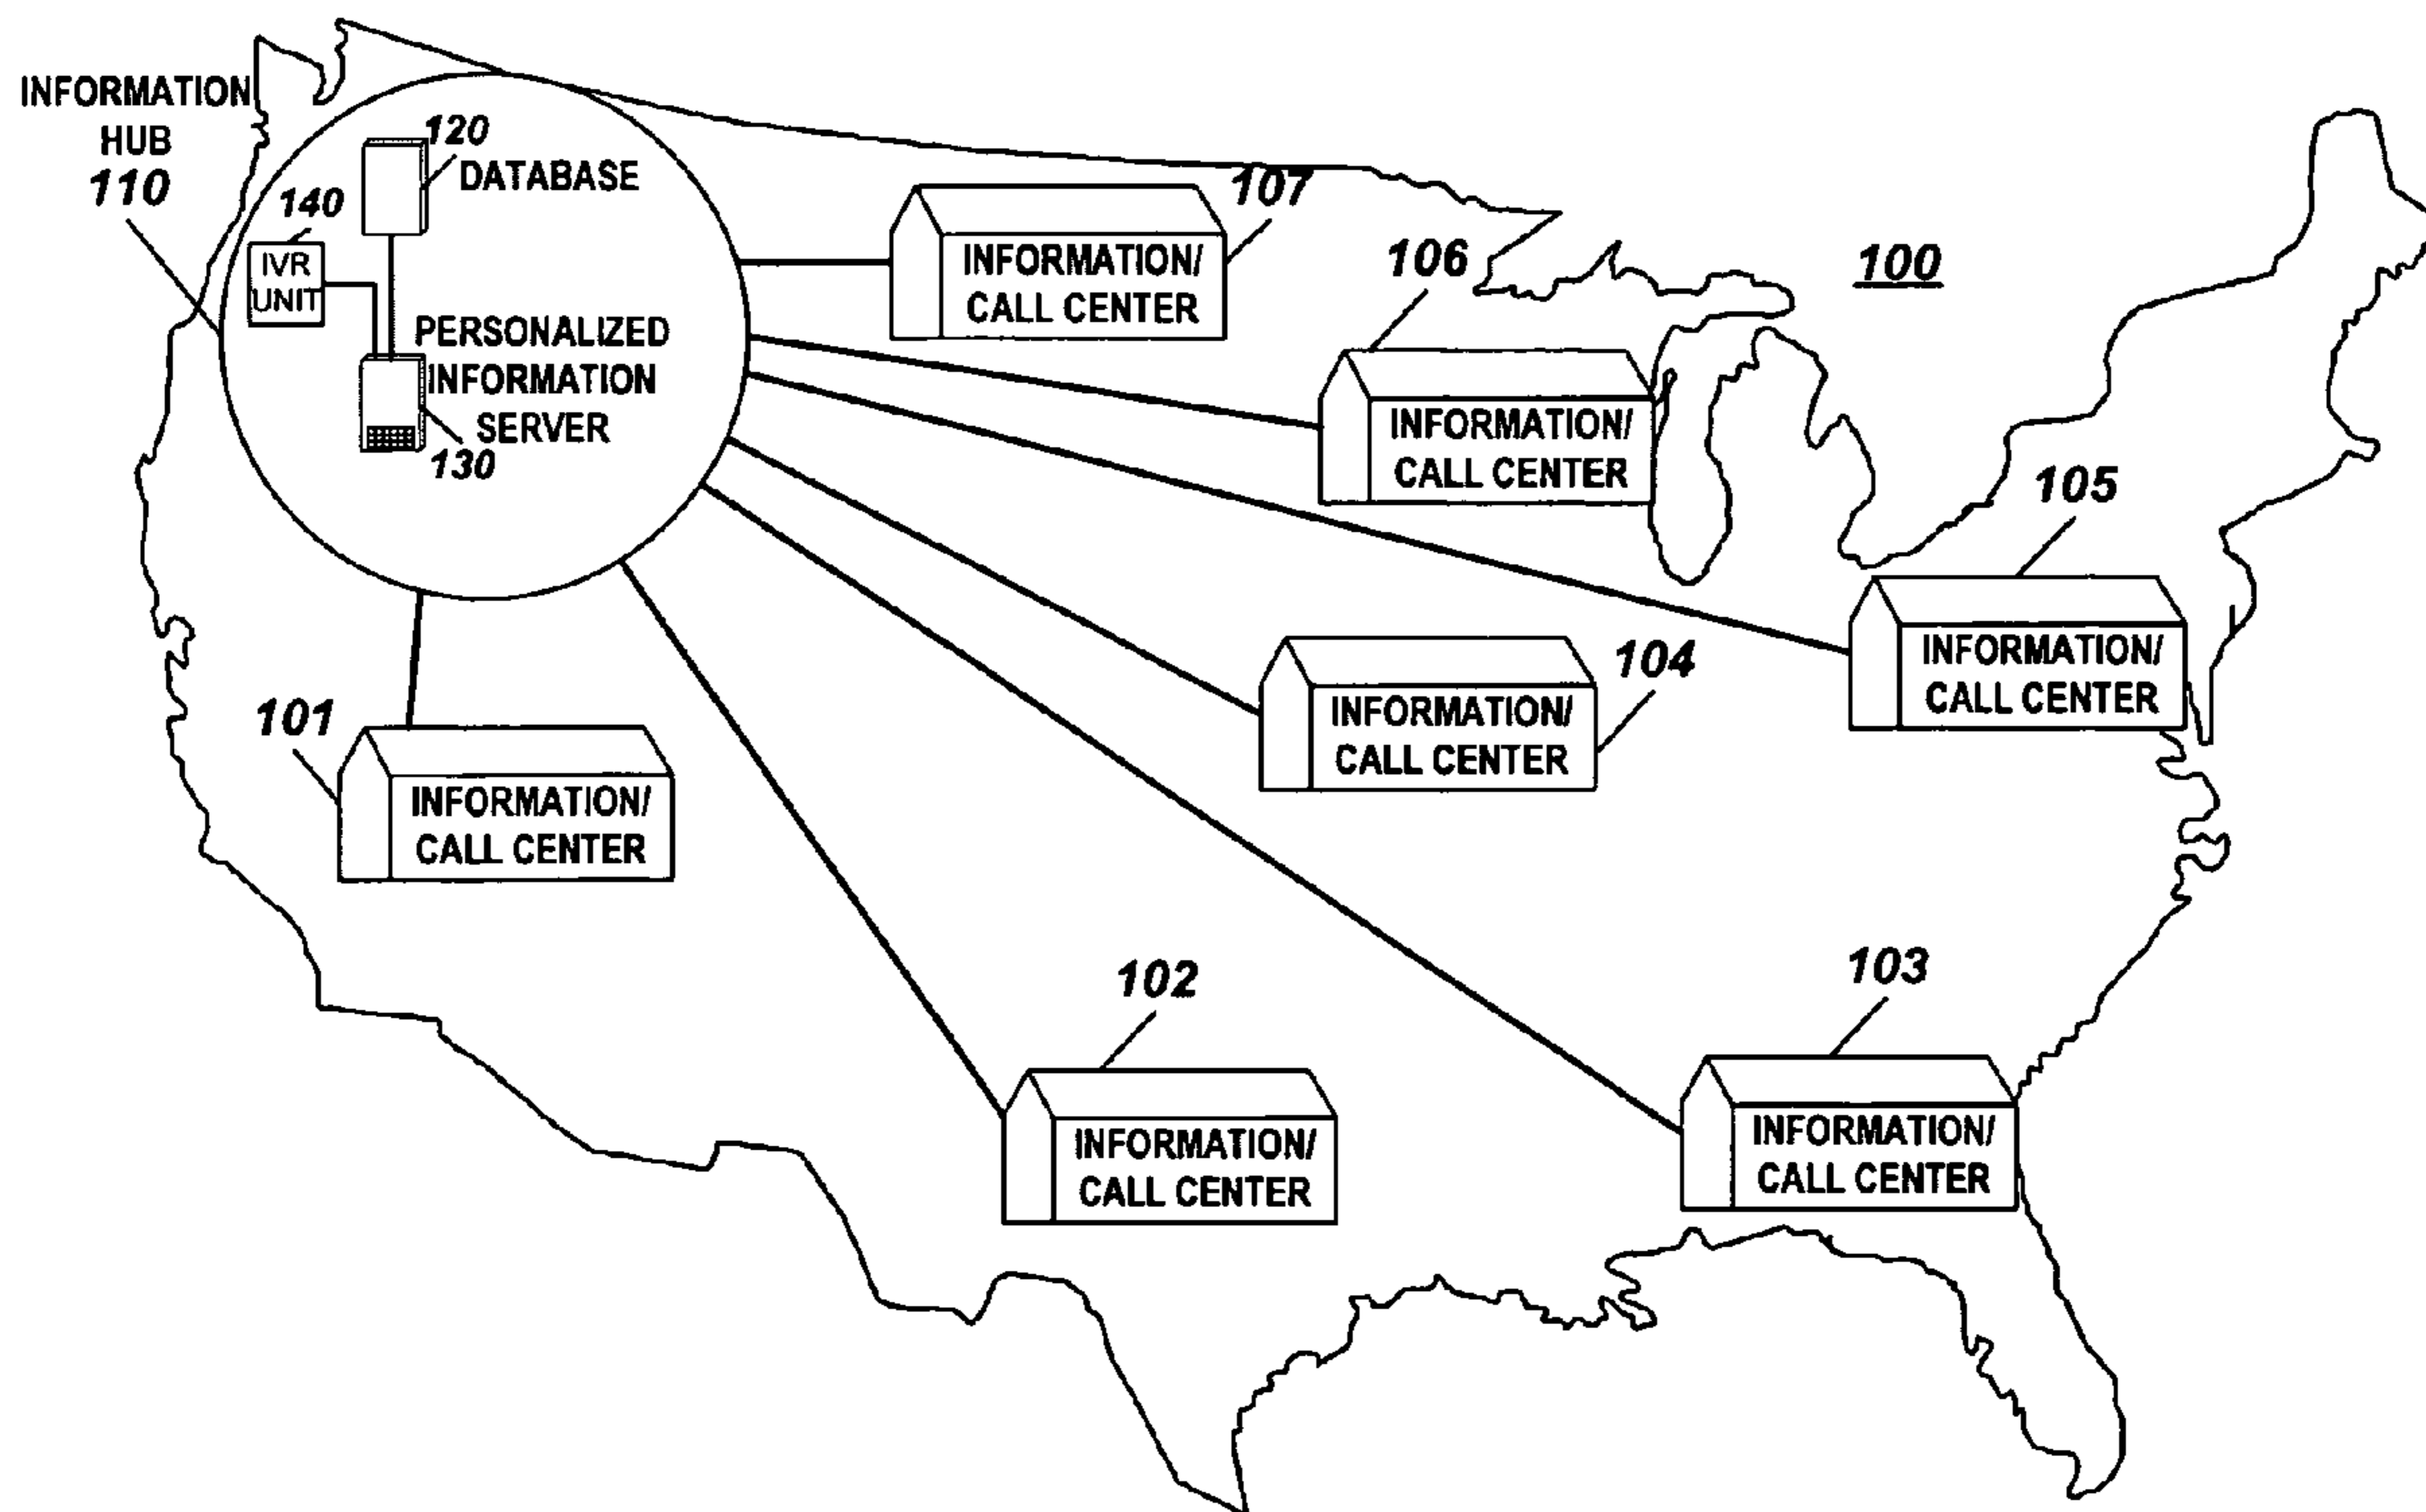 INFORMATION
HUB
110
120
DATABASE
140
IVR
UNIT
PERSONALIZED
INFORMATION
SERVER
130
107
INFORMATION/
CALL CENTER
106
INFORMATION/
CALL CENTER
100
105
INFORMATION/
CALL CENTER
104
INFORMATION/
CALL CENTER
101
INFORMATION/
CALL CENTER
102
INFORMATION/
CALL CENTER
103
INFORMATION/
CALL CENTER